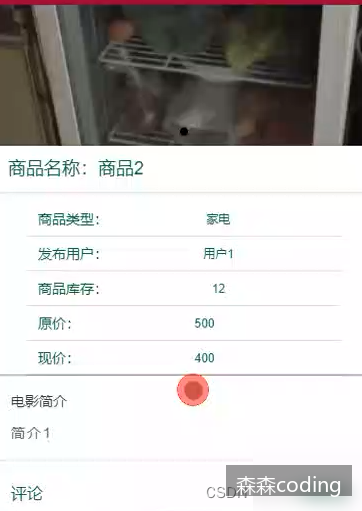 商品名称：商品2
商品类型： 家电
发布用户： 用户1
商品库存： 12
原价： 500
现价： 400
电影简介
简介1
评论
森森coding